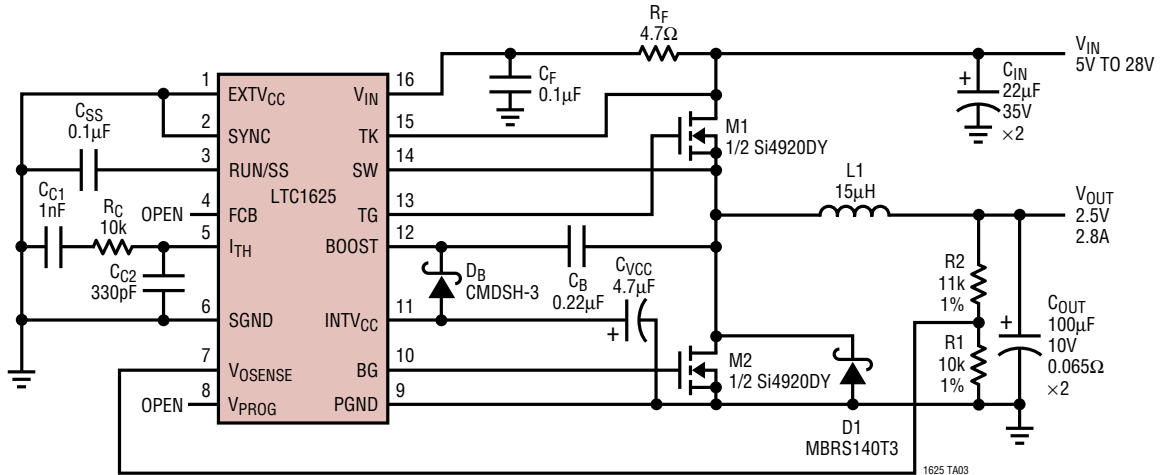 R_F
4.7Ω
V_IN
5V TO 28V
C_F
0.1µF
+
C_IN
22µF
35V
×2
1 EXTV_CC
V_IN 16
2 SYNC
TK 15
M1
1/2 Si4920DY
C_SS
0.1µF
3 RUN/SS
SW 14
LTC1625
L1
15µH
C_C1
1nF
R_C
10k
OPEN
4 FCB
TG 13
V_OUT
2.5V
2.8A
5 I_TH
BOOST 12
C_C2
330pF
D_B
CMDSH-3
C_B
0.22µF
C_VCC
4.7µF
+
R2
11k
1%
6 SGND
INTV_CC 11
+
C_OUT
100µF
10V
0.065Ω
×2
7 V_OSENSE
BG 10
M2
1/2 Si4920DY
R1
10k
1%
OPEN
8 V_PROG
PGND 9
D1
MBRS140T3
1625 TA03